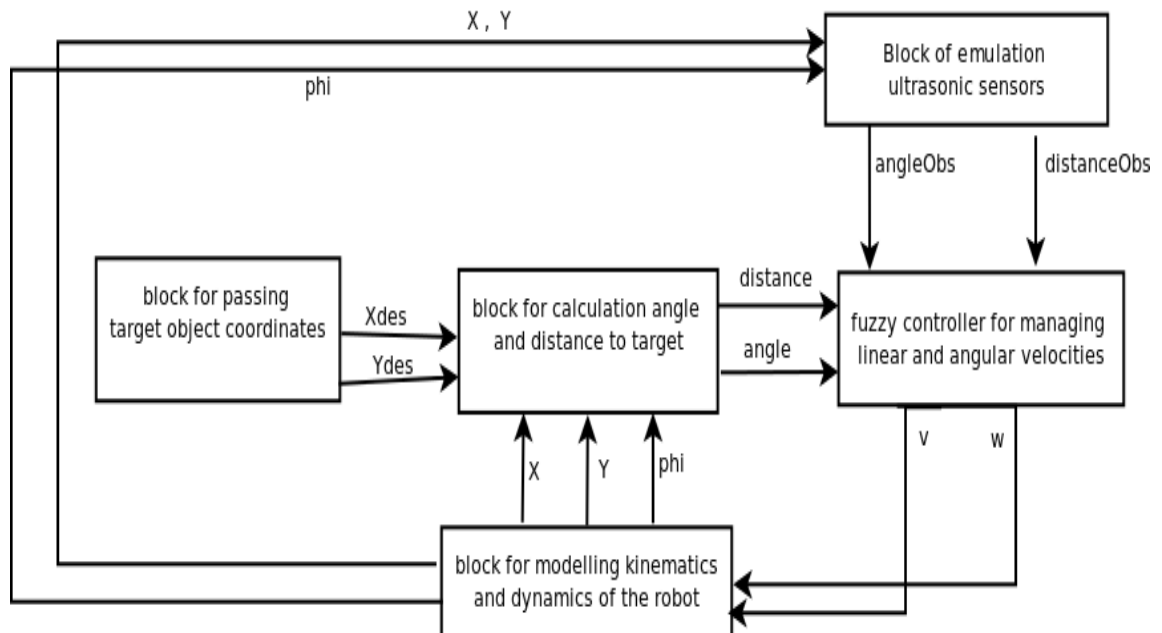 X , Y
phi
Block of emulation
ultrasonic sensors
angleObs
distanceObs
block for passing
target object coordinates
Xdes
Ydes
block for calculation angle
and distance to target
distance
angle
fuzzy controller for managing
linear and angular velocities
X
Y
phi
v
w
block for modelling kinematics
and dynamics of the robot